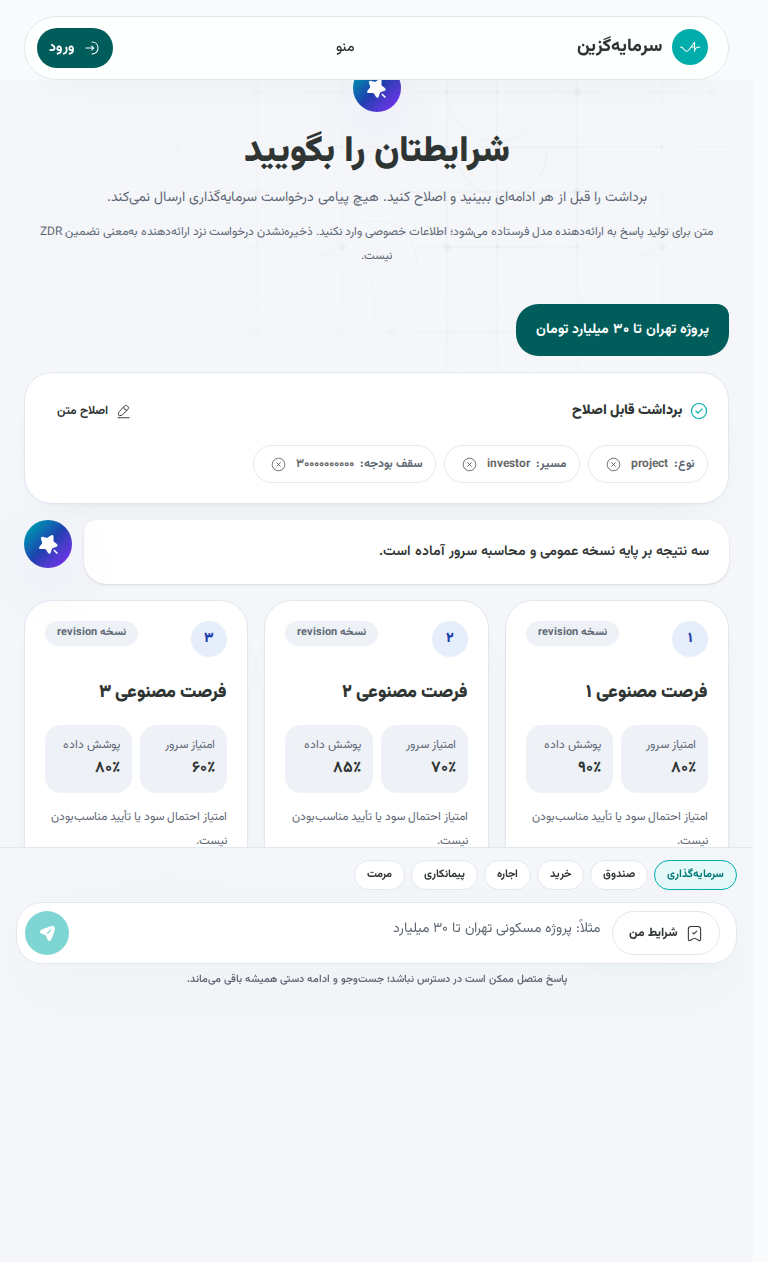 سرمایه‌گزین
منو
ورود
شرایطتان را بگویید
برداشت را قبل از هر ادامه‌ای ببینید و اصلاح کنید. هیچ پیامی درخواست سرمایه‌گذاری ارسال نمی‌کند.
متن برای تولید پاسخ به ارائه‌دهنده مدل فرستاده می‌شود؛ اطلاعات خصوصی وارد نکنید. ذخیره‌نشدن درخواست نزد ارائه‌دهنده به‌معنی تضمین ZDR
نیست.
پروژه تهران تا ۳۰ میلیارد تومان
برداشت قابل اصلاح
اصلاح متن
نوع: project
مسیر: investor
سقف بودجه: ۳۰۰۰۰۰۰۰۰۰۰
سه نتیجه بر پایه نسخه عمومی و محاسبه سرور آماده است.
۱
نسخه revision
فرصت مصنوعی ۱
امتیاز سرور
۸۰٪
پوشش داده
۹۰٪
امتیاز احتمال سود یا تأیید مناسب‌بودن
نیست.
۲
نسخه revision
فرصت مصنوعی ۲
امتیاز سرور
۷۰٪
پوشش داده
۸۵٪
امتیاز احتمال سود یا تأیید مناسب‌بودن
نیست.
۳
نسخه revision
فرصت مصنوعی ۳
امتیاز سرور
۶۰٪
پوشش داده
۸۰٪
امتیاز احتمال سود یا تأیید مناسب‌بودن
نیست.
سرمایه‌گذاری
صندوق
خرید
اجاره
پیمانکاری
مرمت
شرایط من
مثلاً: پروژه مسکونی تهران تا ۳۰ میلیارد
پاسخ متصل ممکن است در دسترس نباشد؛ جست‌وجو و ادامه دستی همیشه باقی می‌ماند.